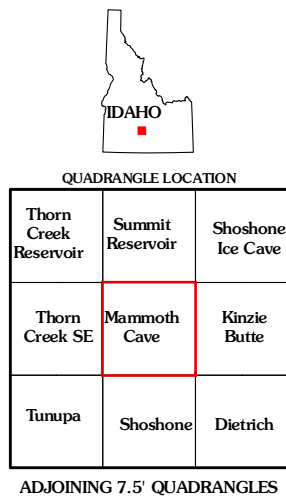 IDAHO
QUADRANGLE LOCATION
Thorn
Creek
Reservoir
Summit
Reservoir
Shoshone
Ice Cave
Thorn
Creek SE
Mammoth
Cave
Kinzie
Butte
Tunupa
Shoshone
Dietrich
ADJOINING 7.5' QUADRANGLES